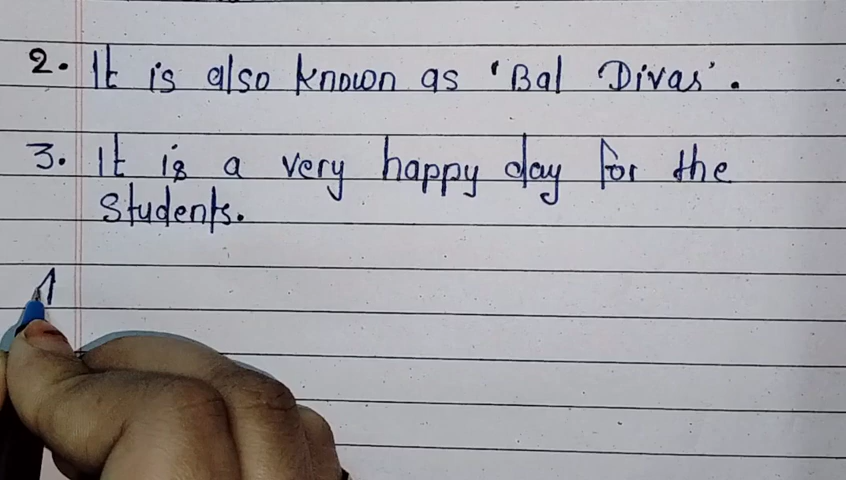 2. It is also known as 'Bal Divas'.
3. It is a very happy day for the
students.